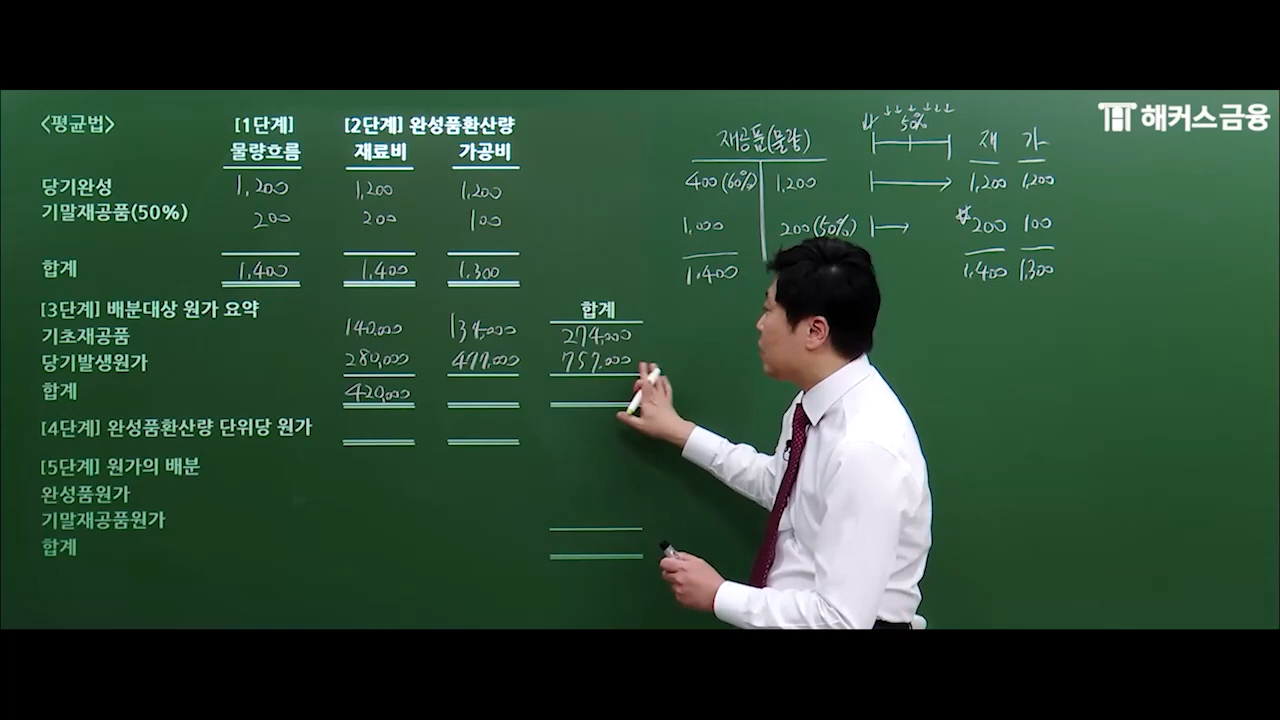 해커스금융
<평균법> [1단계] [2단계] 완성품환산량
물량흐름 재료비 가공비
당기완성 1,200 1,200 1,200
기말재공품(50%) 200 200 100
합계 1,400 1,400 1,300
[3단계] 배분대상 원가 요약 합계
기초재공품 140,000 134,000 274,000
당기발생원가 280,000 477,000 757,000
합계 420,000
[4단계] 완성품환산량 단위당 원가
[5단계] 원가의 배분
완성품원가
기말재공품원가
합계
재공품(물량) 50% 재 가
400(60%) 1,200 1,200 1,200
1,000 200(50%) 200 100
1,400 1,400 1,300